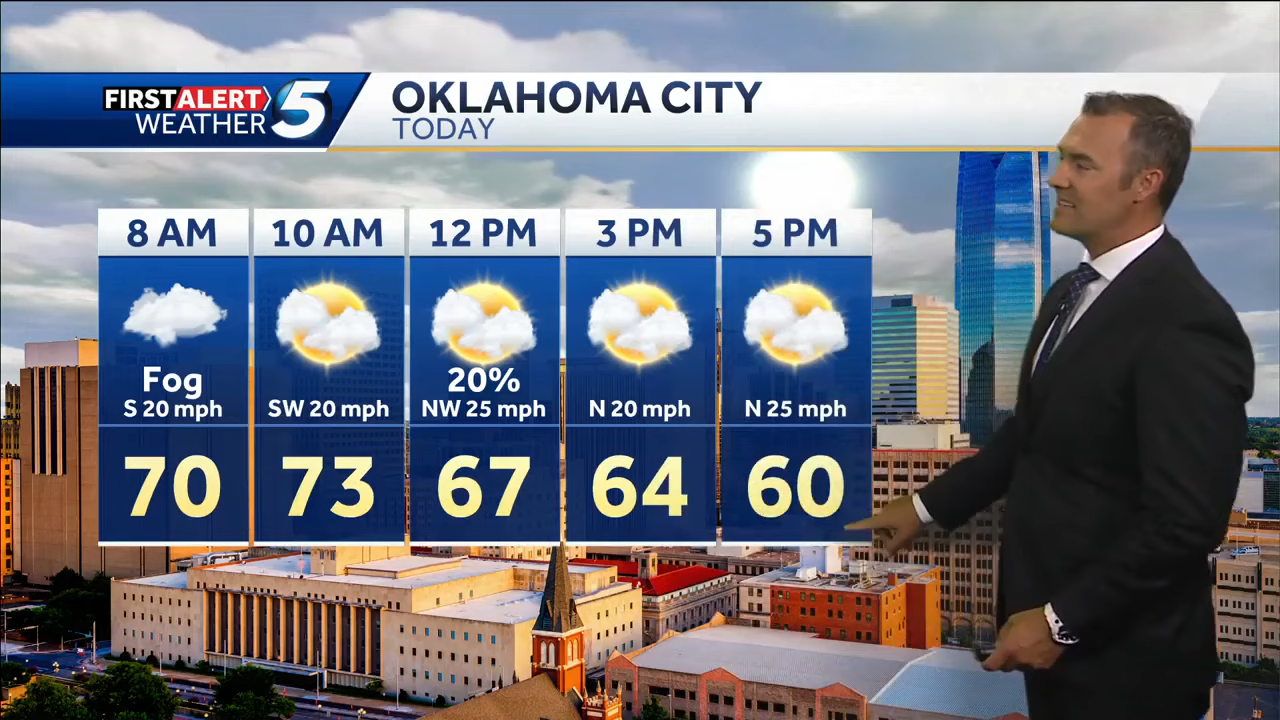 FIRST ALERT
WEATHER 5
OKLAHOMA CITY
TODAY
8 AM
Fog
S 20 mph
70
10 AM
SW 20 mph
73
12 PM
20%
NW 25 mph
67
3 PM
N 20 mph
64
5 PM
N 25 mph
60